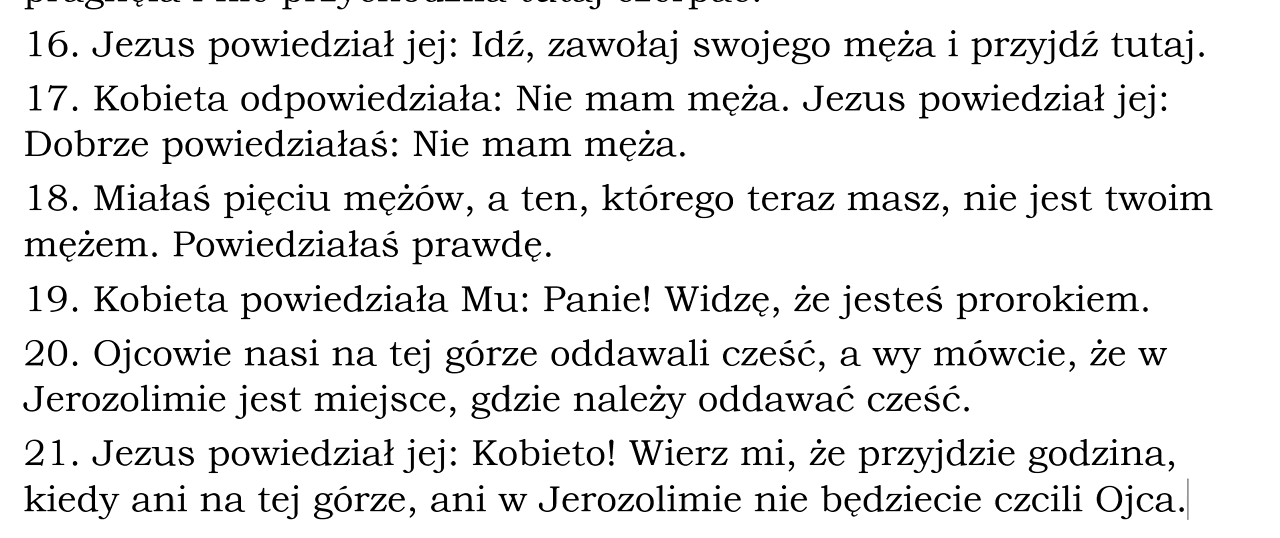 16. Jezus powiedział jej: Idź, zawołaj swojego męża i przyjdź tutaj.
17. Kobieta odpowiedziała: Nie mam męża. Jezus powiedział jej:
Dobrze powiedziałaś: Nie mam męża.
18. Miałaś pięciu mężów, a ten, którego teraz masz, nie jest twoim
mężem. Powiedziałaś prawdę.
19. Kobieta powiedziała Mu: Panie! Widzę, że jesteś prorokiem.
20. Ojcowie nasi na tej górze oddawali cześć, a wy mówcie, że w
Jerozolimie jest miejsce, gdzie należy oddawać cześć.
21. Jezus powiedział jej: Kobieto! Wierz mi, że przyjdzie godzina,
kiedy ani na tej górze, ani w Jerozolimie nie będziecie czcili Ojca.